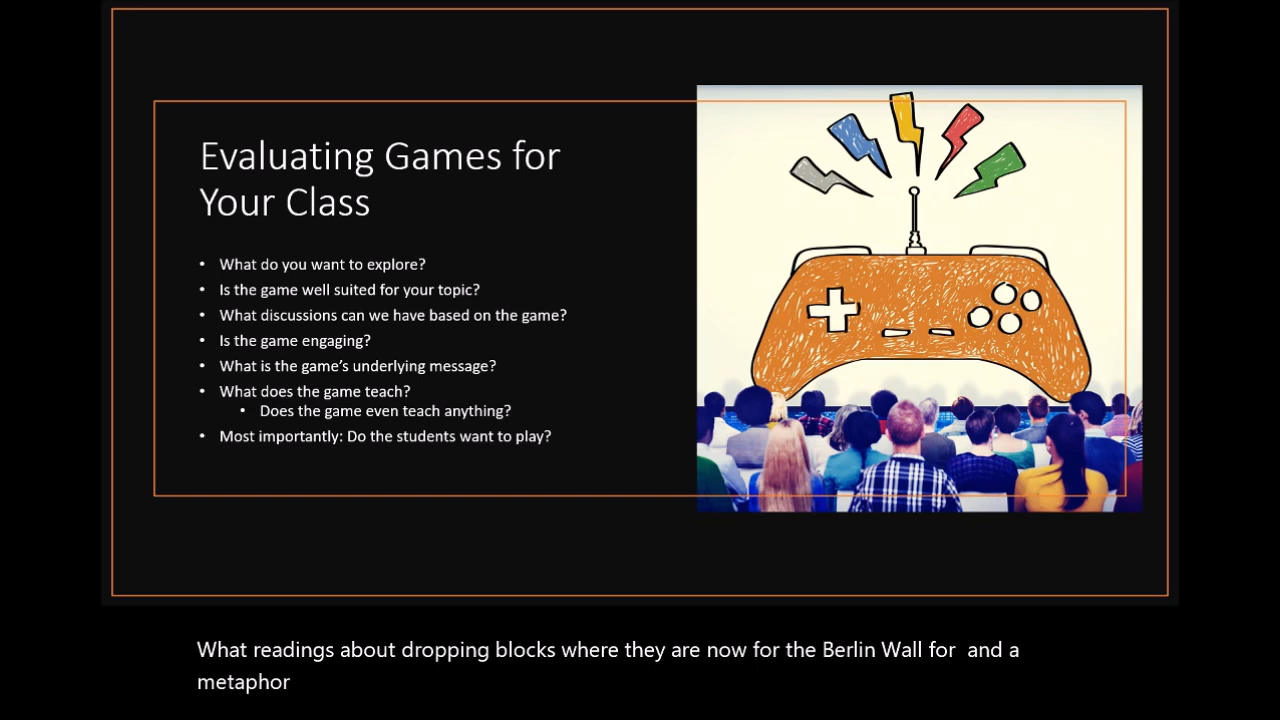 Evaluating Games for
Your Class
• What do you want to explore?
• Is the game well suited for your topic?
• What discussions can we have based on the game?
• Is the game engaging?
• What is the game’s underlying message?
• What does the game teach?
• Does the game even teach anything?
• Most importantly: Do the students want to play?
What readings about dropping blocks where they are now for the Berlin Wall for  and a
metaphor